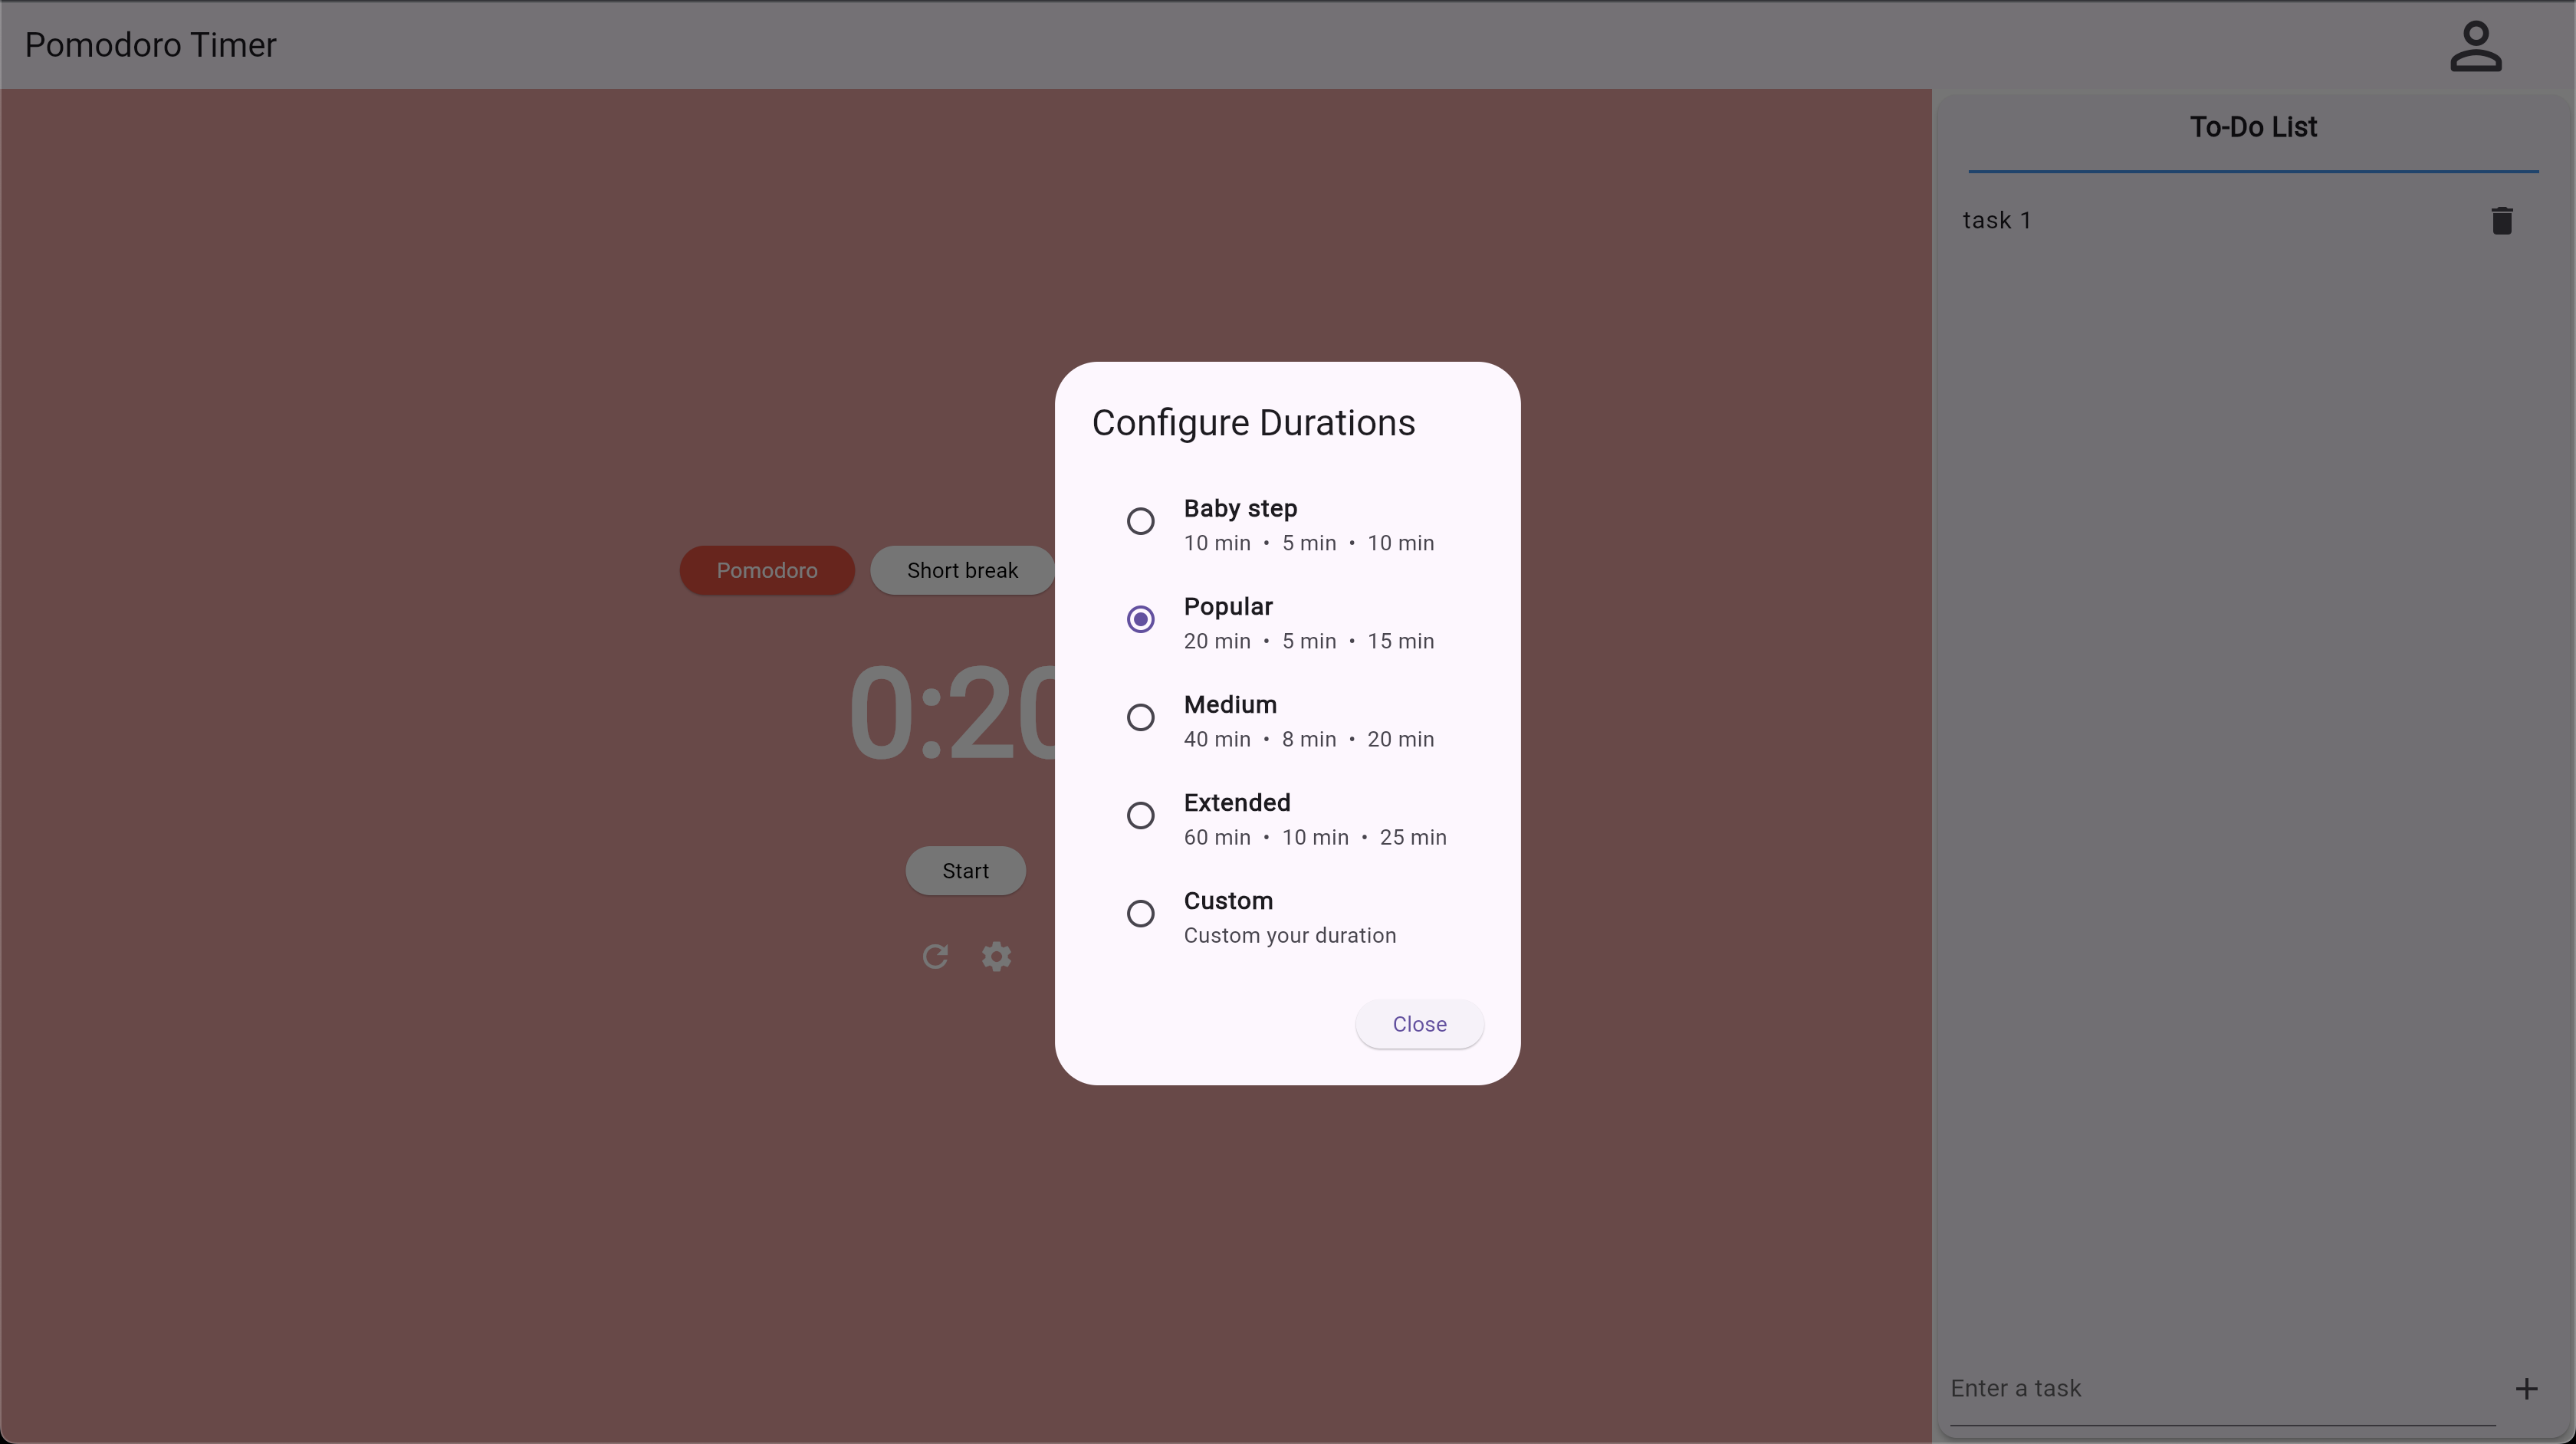 Pomodoro Timer
To-Do List
task 1
Configure Durations
Baby step
10 min • 5 min • 10 min
Popular
20 min • 5 min • 15 min
Medium
40 min • 8 min • 20 min
Extended
60 min • 10 min • 25 min
Custom
Custom your duration
Close
Pomodoro
Short break
0:20
Start
Enter a task